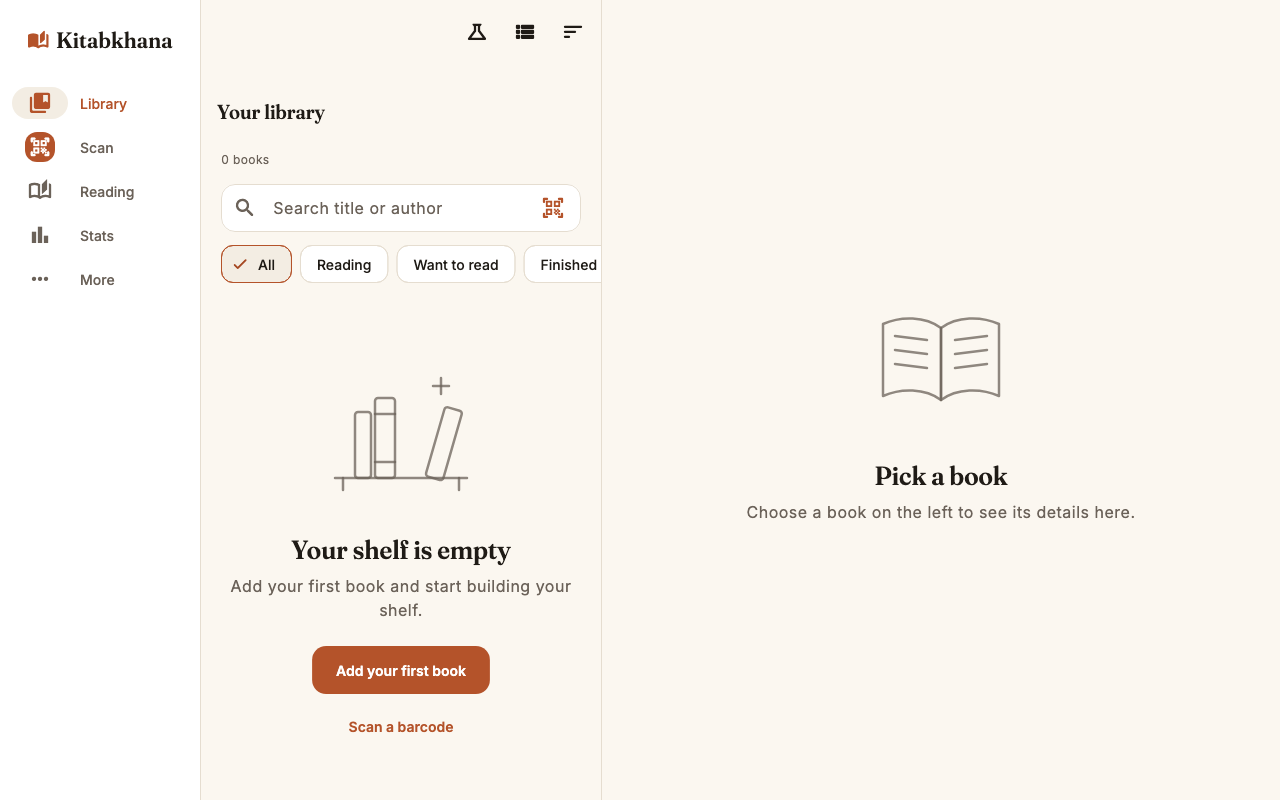 Kitabkhana
Library
Scan
Reading
Stats
More
Your library
0 books
Search title or author
All
Reading
Want to read
Finished
Your shelf is empty
Add your first book and start building your
shelf.
Add your first book
Scan a barcode
Pick a book
Choose a book on the left to see its details here.